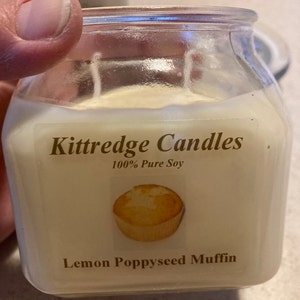 Kittredge Candles
100% Pure Soy
Lemon Poppyseed Muffin